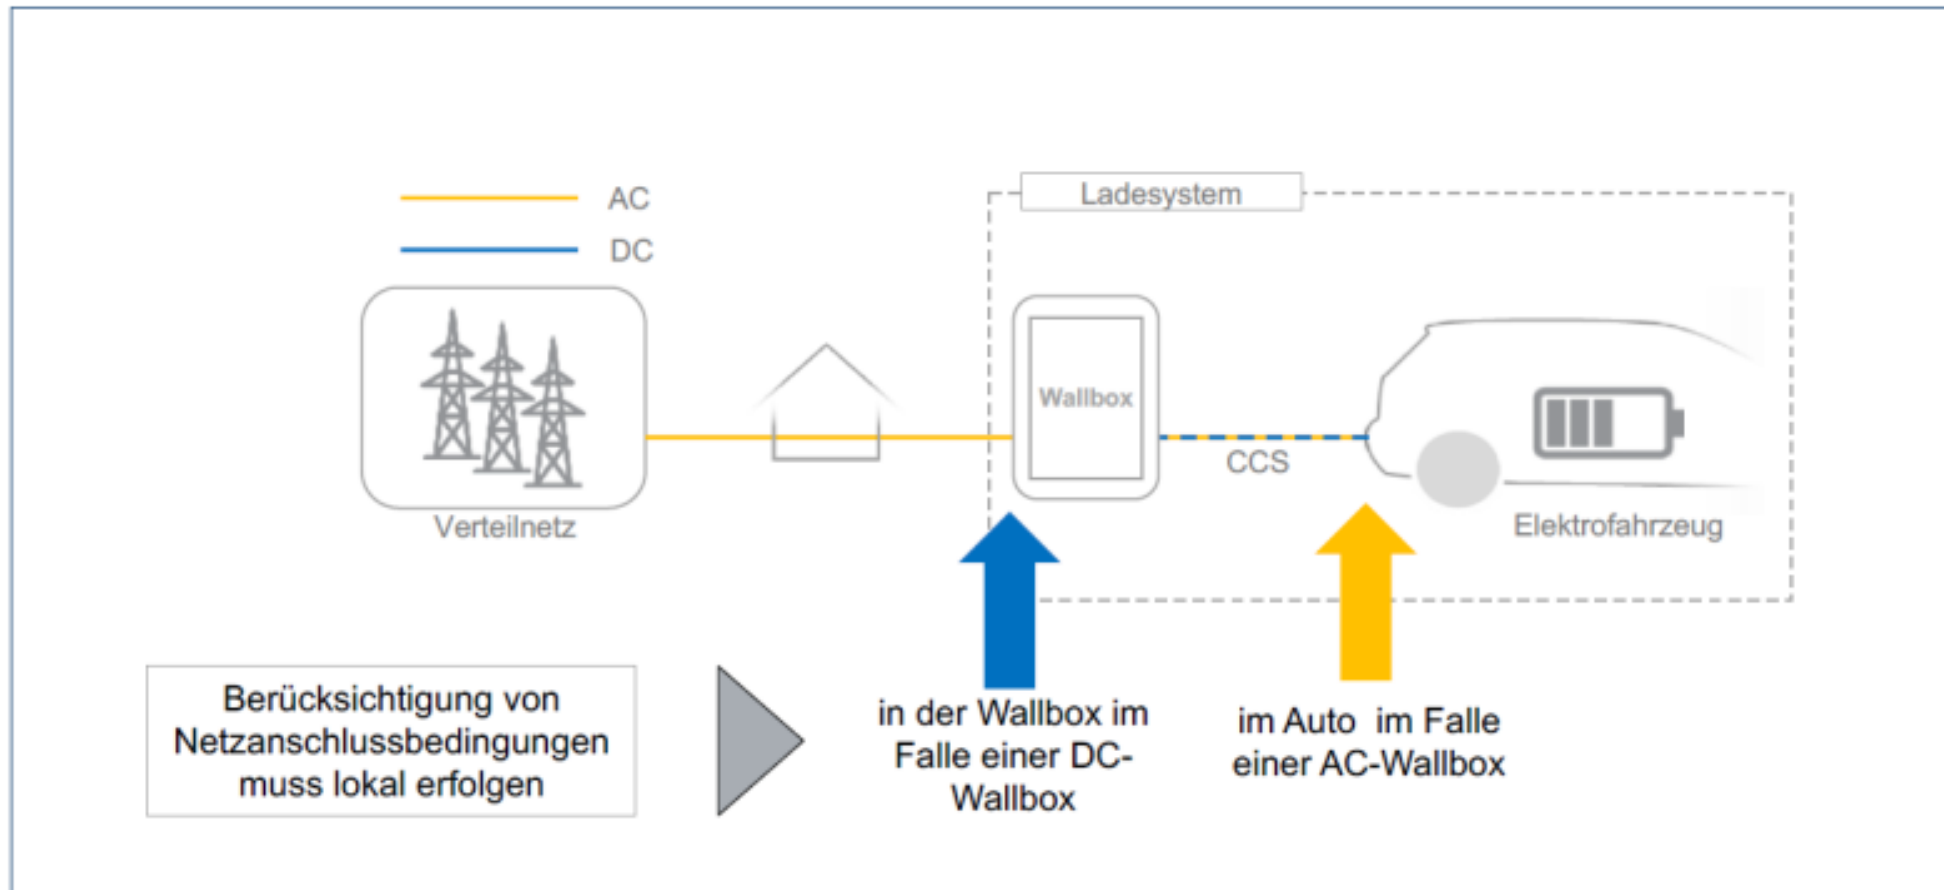 AC
DC
Ladesystem
Wallbox
CCS
Verteilnetz
Elektrofahrzeug
Berücksichtigung von
Netzanschlussbedingungen
muss lokal erfolgen
in der Wallbox im
Falle einer DC-
Wallbox
im Auto im Falle
einer AC-Wallbox